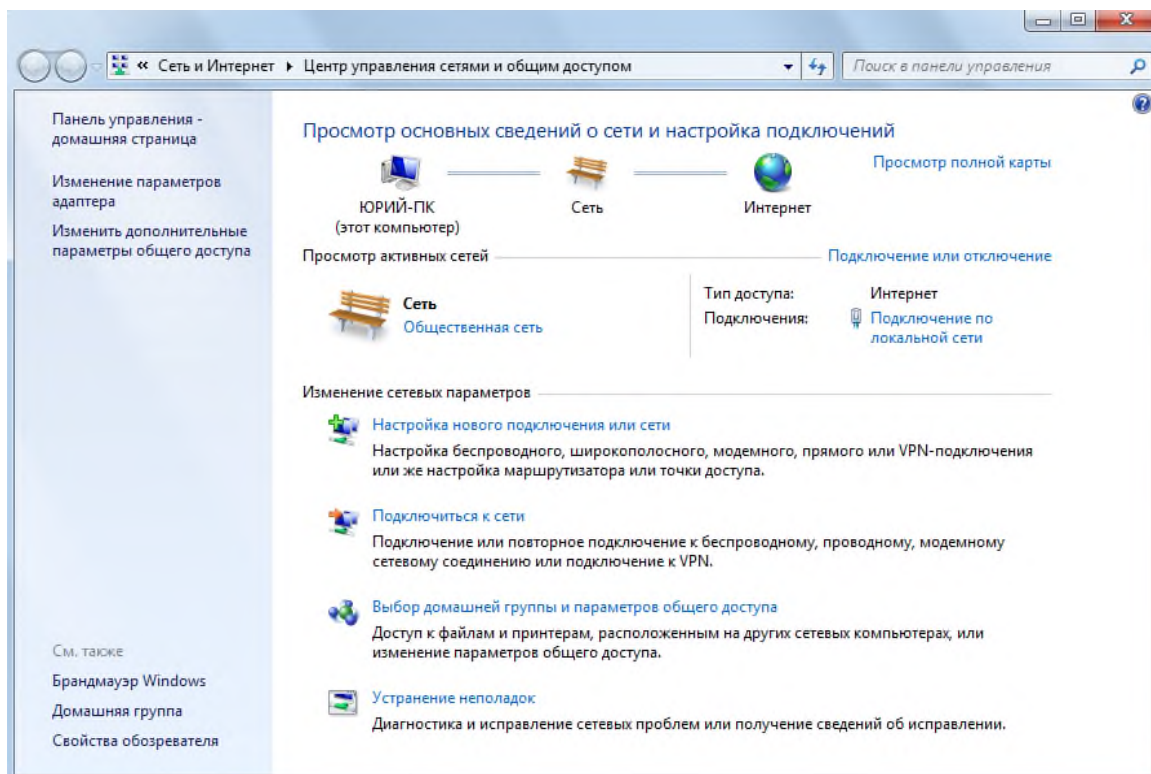 « Сеть и Интернет ▸ Центр управления сетями и общим доступом
Поиск в панели управления
Панель управления -
домашняя страница
Изменение параметров
адаптера
Изменить дополнительные
параметры общего доступа
См. также
Брандмауэр Windows
Домашняя группа
Свойства обозревателя
Просмотр основных сведений о сети и настройка подключений
Просмотр полной карты
ЮРИЙ-ПК
(этот компьютер)
Сеть
Интернет
Просмотр активных сетей
Подключение или отключение
Сеть
Общественная сеть
Тип доступа: Интернет
Подключения: Подключение по
локальной сети
Изменение сетевых параметров
Настройка нового подключения или сети
Настройка беспроводного, широкополосного, модемного, прямого или VPN-подключения
или же настройка маршрутизатора или точки доступа.
Подключиться к сети
Подключение или повторное подключение к беспроводному, проводному, модемному
сетевому соединению или подключение к VPN.
Выбор домашней группы и параметров общего доступа
Доступ к файлам и принтерам, расположенным на других сетевых компьютерах, или
изменение параметров общего доступа.
Устранение неполадок
Диагностика и исправление сетевых проблем или получение сведений об исправлении.